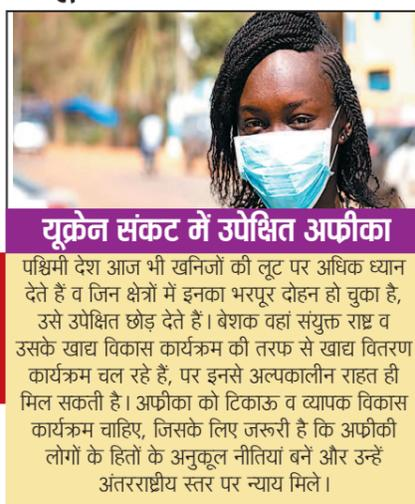 यूक्रेन संकट में उपेक्षित अफ्रीका
पश्चिमी देश आज भी खनिजों की लूट पर अधिक ध्यान
देते हैं व जिन क्षेत्रों में इनका भरपूर दोहन हो चुका है,
उसे उपेक्षित छोड़ देते हैं। बेशक वहां संयुक्त राष्ट्र व
उसके खाद्य विकास कार्यक्रम की तरफ से खाद्य वितरण
कार्यक्रम चल रहे हैं, पर इनसे अल्पकालीन राहत ही
मिल सकती है। अफ्रीका को टिकाऊ व व्यापक विकास
कार्यक्रम चाहिए, जिसके लिए जरूरी है कि अफ्रीकी
लोगों के हितों के अनुकूल नीतियां बनें और उन्हें
अंतरराष्ट्रीय स्तर पर न्याय मिले।